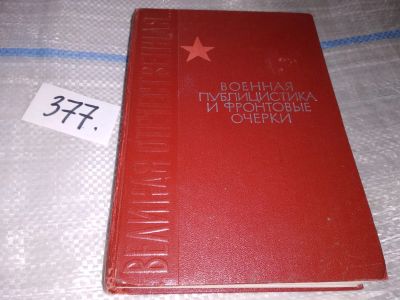 377.
ВЕЛИКАЯ ОТЕЧЕСТВЕННАЯ
ВОЕННАЯ
ПУБЛИЦИСТИКА
И ФРОНТОВЫЕ
ОЧЕРКИ